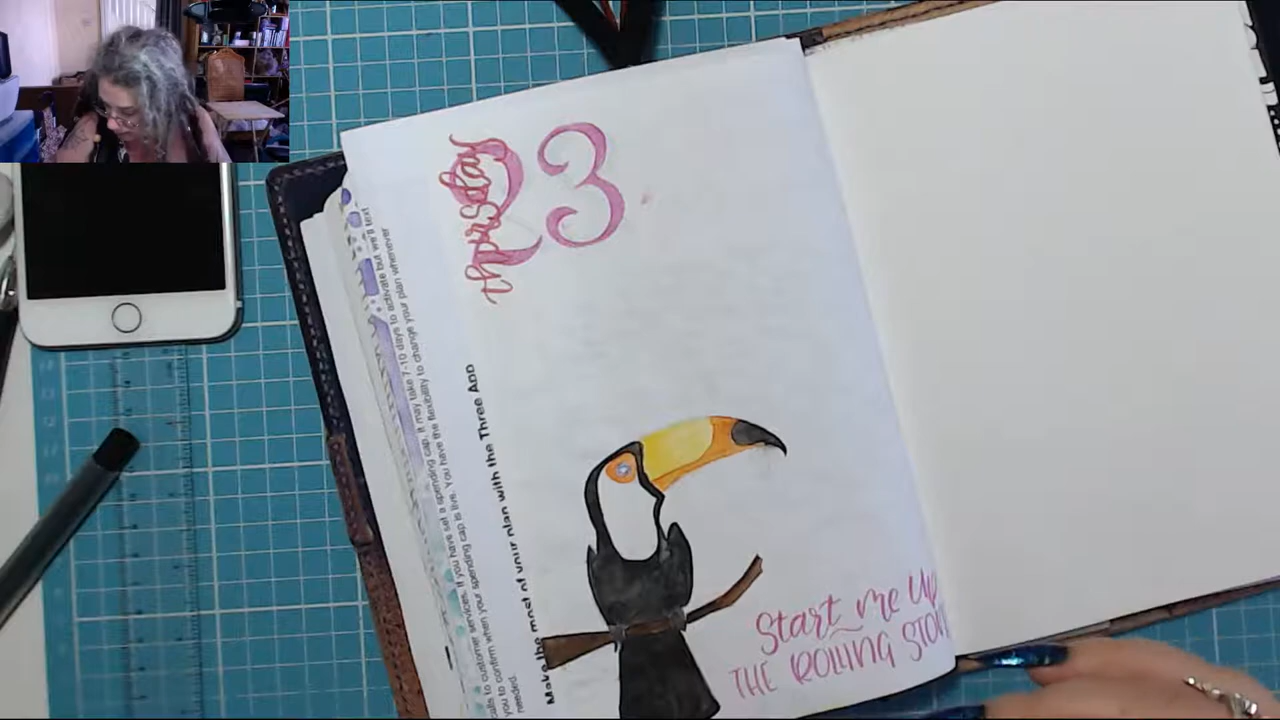 Thursday
3
calls to customer services. If you have set a spending cap, it may take 7-10 days to activate but we'll text
you to confirm when your spending cap is live. You have the flexibility to change your plan whenever
needed.
Make the most of your plan with the Three App
Start me Up
THE ROLLING STON